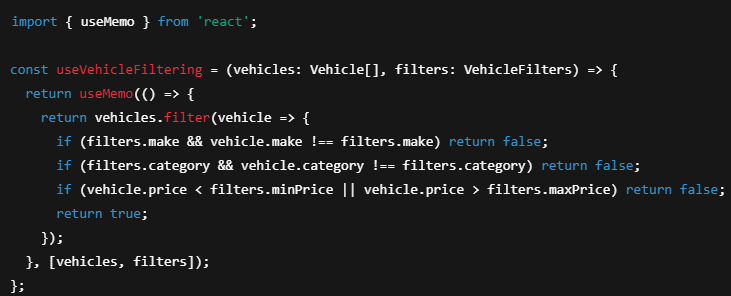 import { useMemo } from 'react';

const useVehicleFiltering = (vehicles: Vehicle[], filters: VehicleFilters) => {
  return useMemo(() => {
    return vehicles.filter(vehicle => {
      if (filters.make && vehicle.make !== filters.make) return false;
      if (filters.category && vehicle.category !== filters.category) return false;
      if (vehicle.price < filters.minPrice || vehicle.price > filters.maxPrice) return false;
      return true;
    });
  }, [vehicles, filters]);
};